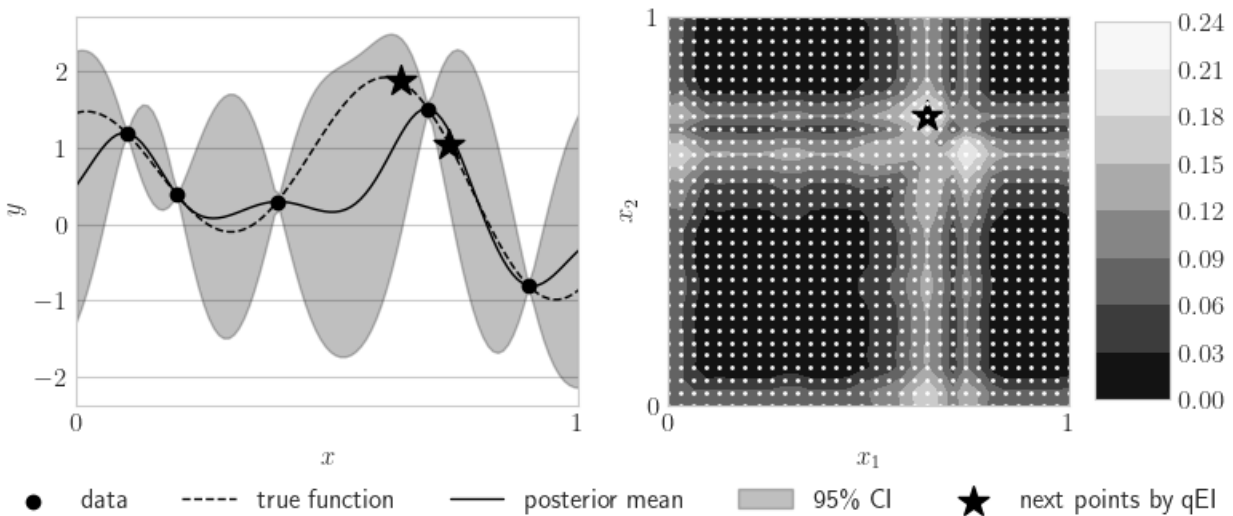 2
1
0
−1
−2
y
0
1
x
1
x2
0
0
1
x1
0.24
0.21
0.18
0.15
0.12
0.09
0.06
0.03
0.00
data
true function
posterior mean
95% CI
next points by qEI